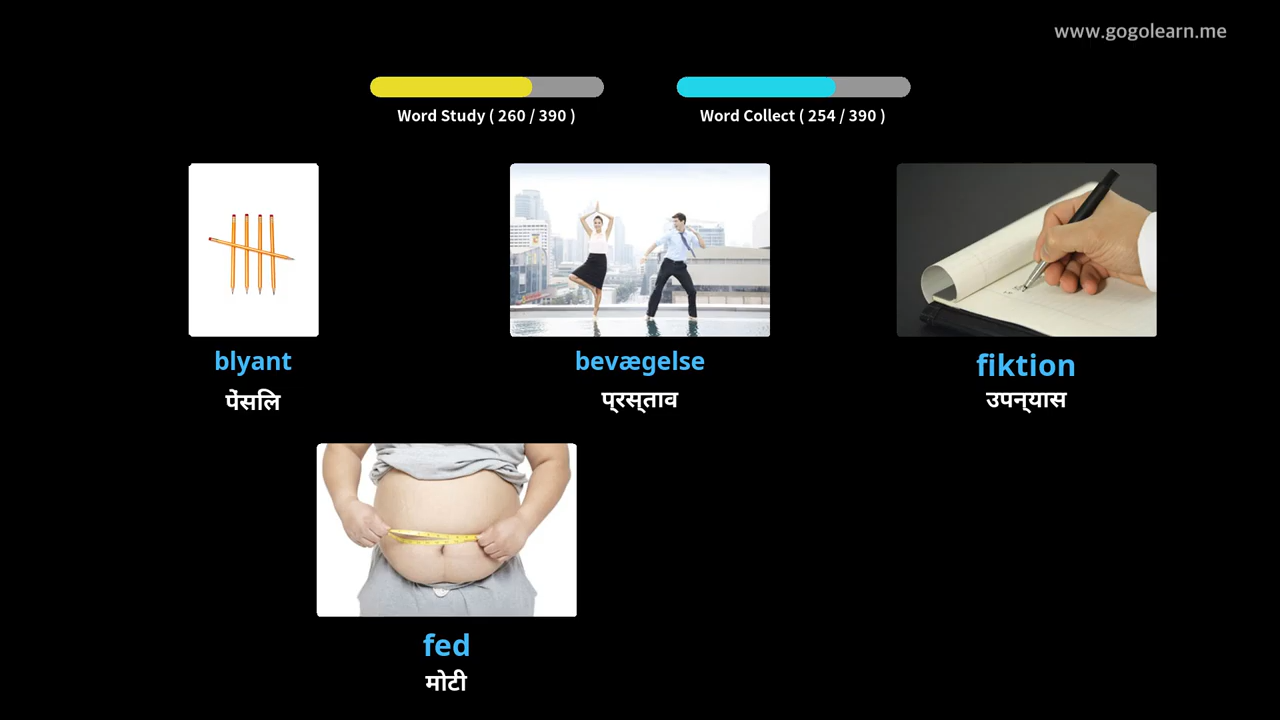 www.gogolearn.me
Word Study ( 260 / 390 )
Word Collect ( 254 / 390 )
blyant
bevægelse
fiktion
पेंसलि
प्रस्ताव
उपन्यास
fed
मोटी